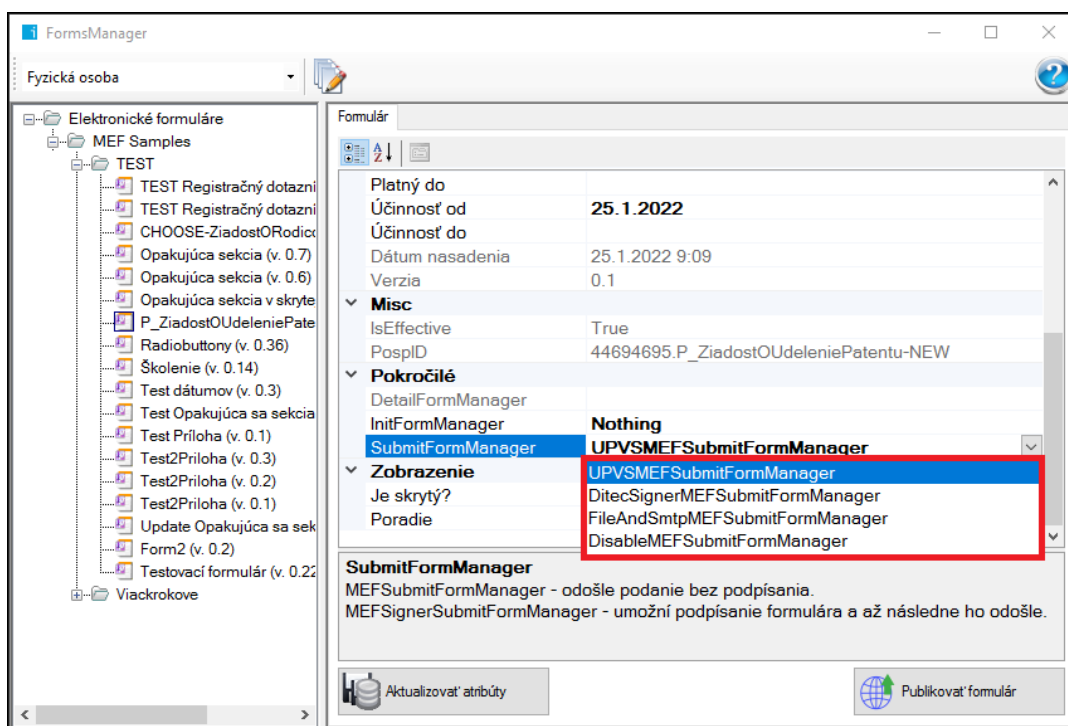 FormsManager
Fyzická osoba
Elektronické formuláre
MEF Samples
TEST
TEST Registračný dotazni
TEST Registračný dotazni
CHOOSE-ZiadostORodic
Opakujúca sekcia (v. 0.7)
Opakujúca sekcia (v. 0.6)
Opakujúca sekcia v skryte
P_ZiadostOUdeleniePate
Radiobuttony (v. 0.36)
Školenie (v. 0.14)
Test dátumov (v. 0.3)
Test Opakujúca sa sekcia
Test Príloha (v. 0.1)
Test2Priloha (v. 0.3)
Test2Priloha (v. 0.2)
Test2Priloha (v. 0.1)
Update Opakujúca sa sek
Form2 (v. 0.2)
Testovací formulár (v. 0.22
Viackrokove
Formulár
Platný do
Účinnosť od 25.1.2022
Účinnosť do
Dátum nasadenia 25.1.2022 9:09
Verzia 0.1
Misc
IsEffective True
PospID 44694695.P_ZiadostOUdeleniePatentu-NEW
Pokročilé
DetailFormManager
InitFormManager Nothing
SubmitFormManager UPVSMEFSubmitFormManager
Zobrazenie
Je skrytý?
Poradie
UPVSMEFSubmitFormManager
DitecSignerMEFSubmitFormManager
FileAndSmtpMEFSubmitFormManager
DisableMEFSubmitFormManager
SubmitFormManager
MEFSubmitFormManager - odošle podanie bez podpísania.
MEFSignerSubmitFormManager - umožní podpísanie formulára a až následne ho odošle.
Aktualizovať atribúty
Publikovať formulár